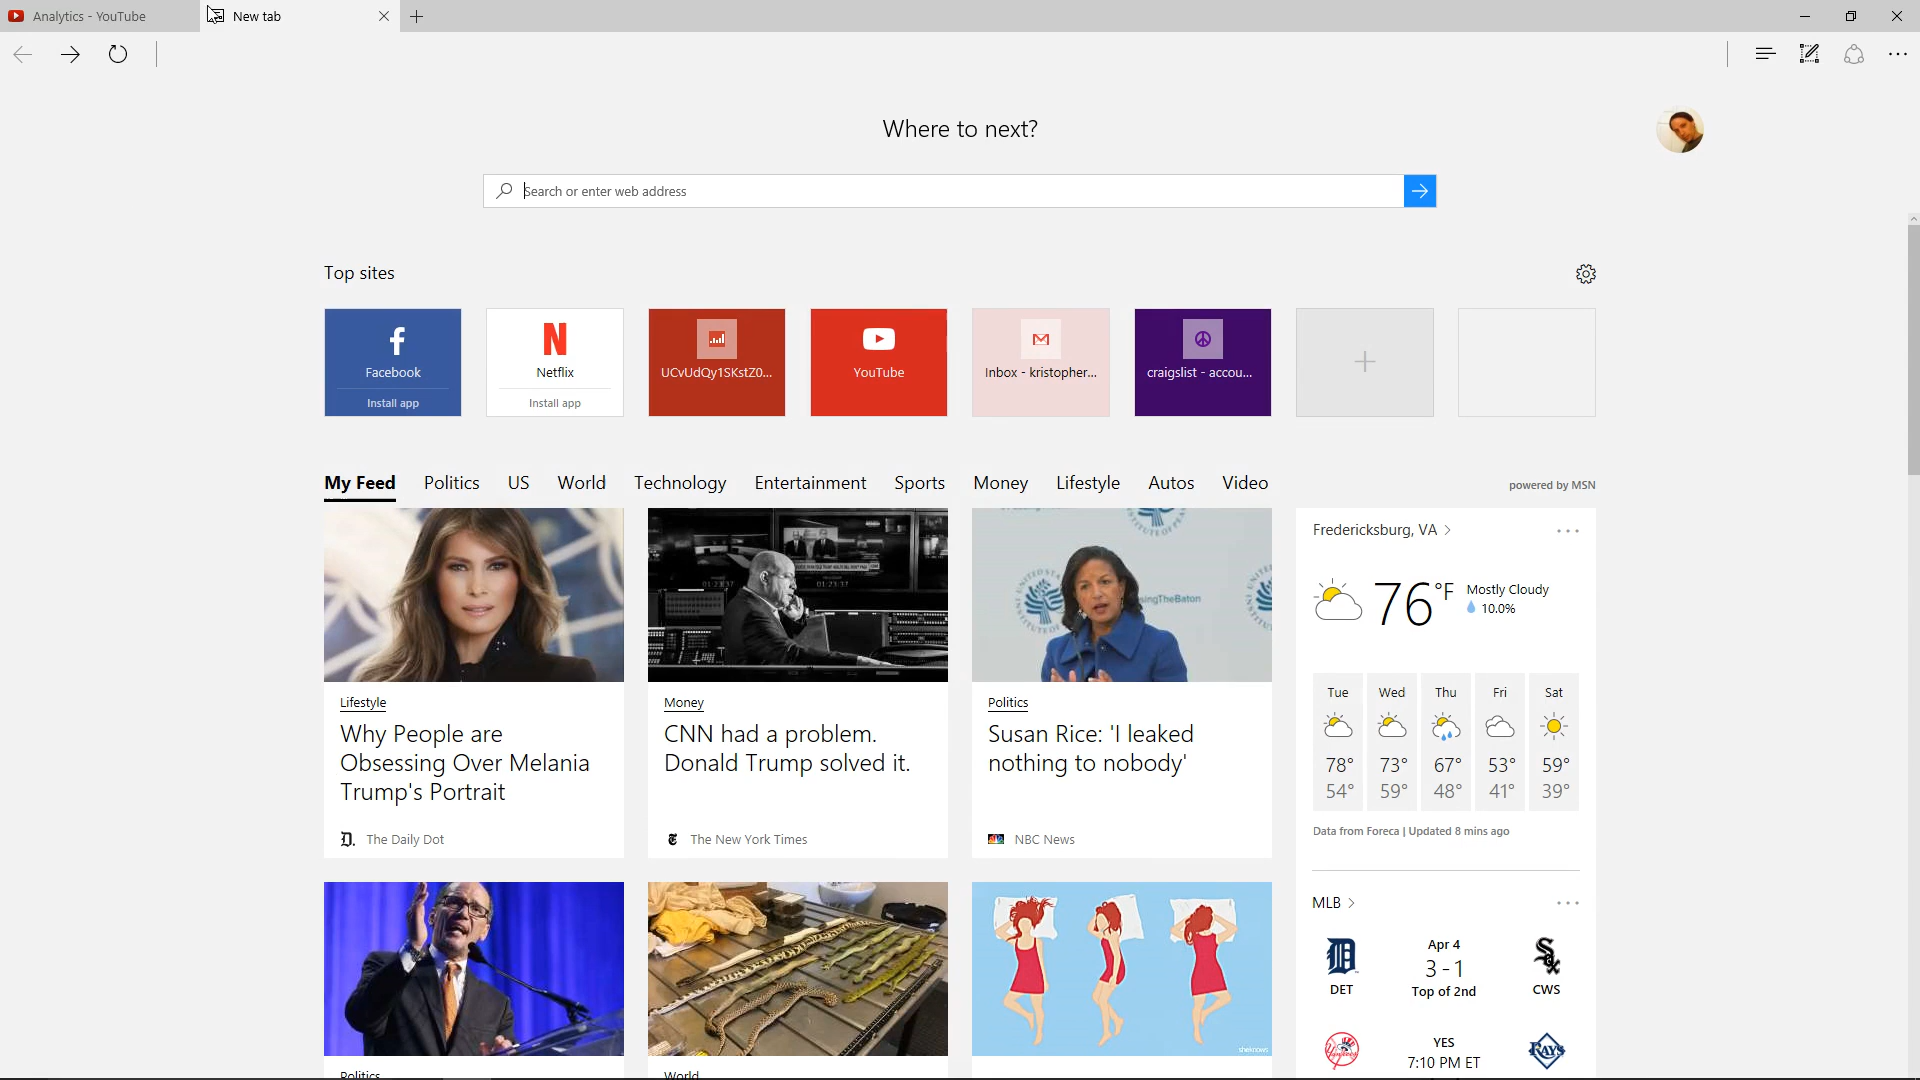 Analytics - YouTube
New tab
Where to next?
Search or enter web address
Top sites
Facebook
Install app
Netflix
Install app
UCvUdQy1SKstZ0...
YouTube
Inbox - kristopher...
craigslist - accou...
My Feed Politics US World Technology Entertainment Sports Money Lifestyle Autos Video
powered by MSN
Lifestyle
Why People are
Obsessing Over Melania
Trump's Portrait
The Daily Dot
Money
CNN had a problem.
Donald Trump solved it.
The New York Times
singTheBaton
Politics
Susan Rice: 'I leaked
nothing to nobody'
NBC News
Fredericksburg, VA >
76°F
Mostly Cloudy
10.0%
Tue Wed Thu Fri Sat
78° 73° 67° 53° 59°
54° 59° 48° 41° 39°
Data from Foreca | Updated 8 mins ago
MLB >
Apr 4
3 - 1
Top of 2nd
DET
CWS
YES
7:10 PM ET
RAYS
sheknows
Politics
World